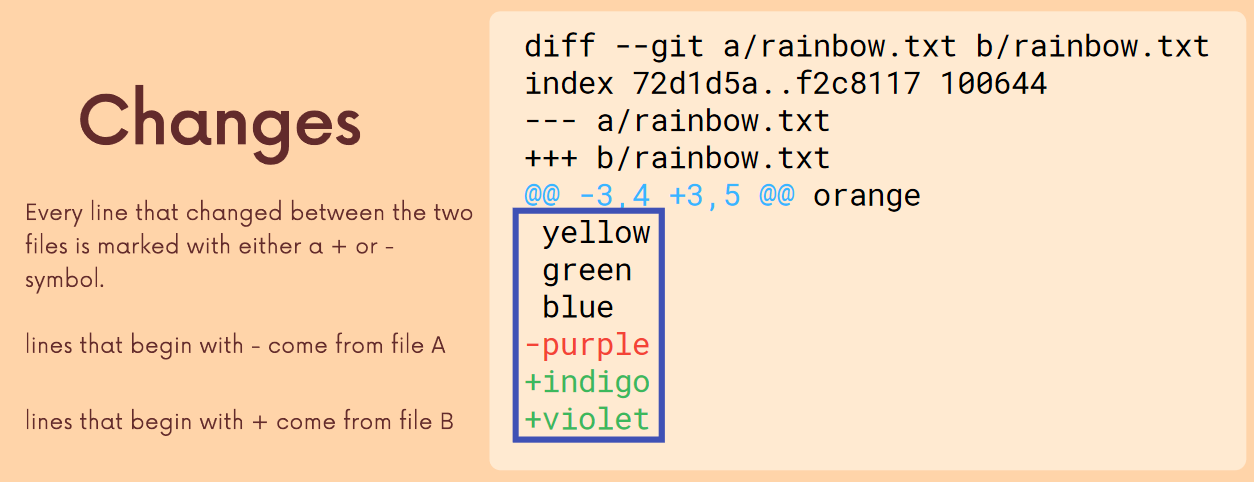 Changes
Every line that changed between the two
files is marked with either a + or -
symbol.
lines that begin with - come from file A
lines that begin with + come from file B
diff --git a/rainbow.txt b/rainbow.txt
index 72d1d5a..f2c8117 100644
--- a/rainbow.txt
+++ b/rainbow.txt
@@ -3,4 +3,5 @@ orange
 yellow
 green
 blue
-purple
+indigo
+violet